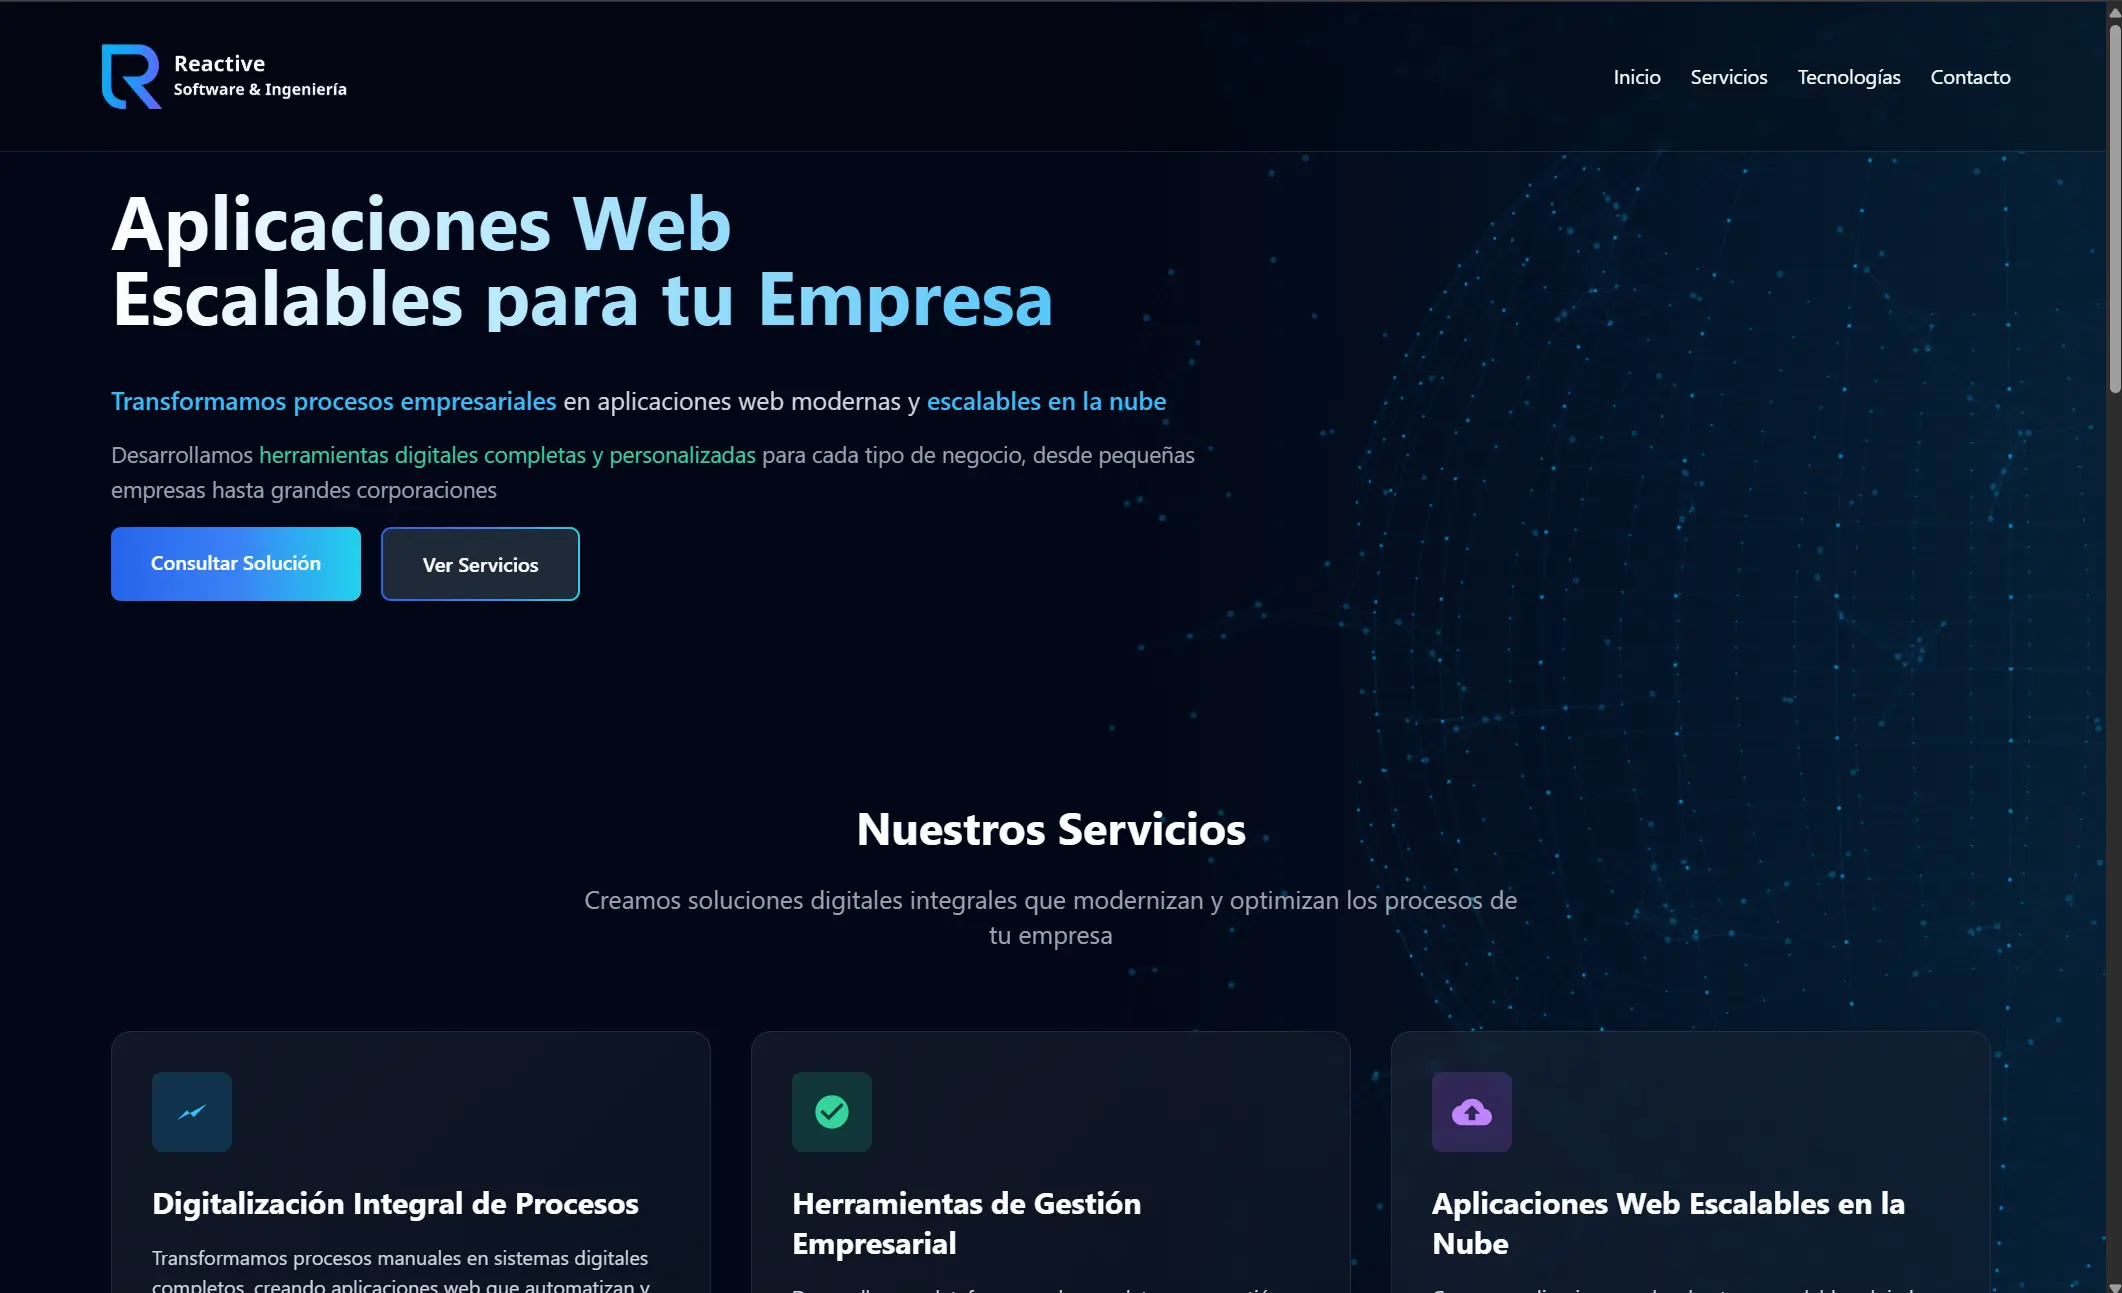 Reactive
Software & Ingeniería
Inicio
Servicios
Tecnologías
Contacto
Aplicaciones Web
Escalables para tu Empresa
Transformamos procesos empresariales en aplicaciones web modernas y escalables en la nube
Desarrollamos herramientas digitales completas y personalizadas para cada tipo de negocio, desde pequeñas
empresas hasta grandes corporaciones
Consultar Solución
Ver Servicios
Nuestros Servicios
Creamos soluciones digitales integrales que modernizan y optimizan los procesos de
tu empresa
Digitalización Integral de Procesos
Transformamos procesos manuales en sistemas digitales
completos, creando aplicaciones web que automatizan y
Herramientas de Gestión
Empresarial
Aplicaciones Web Escalables en la
Nube